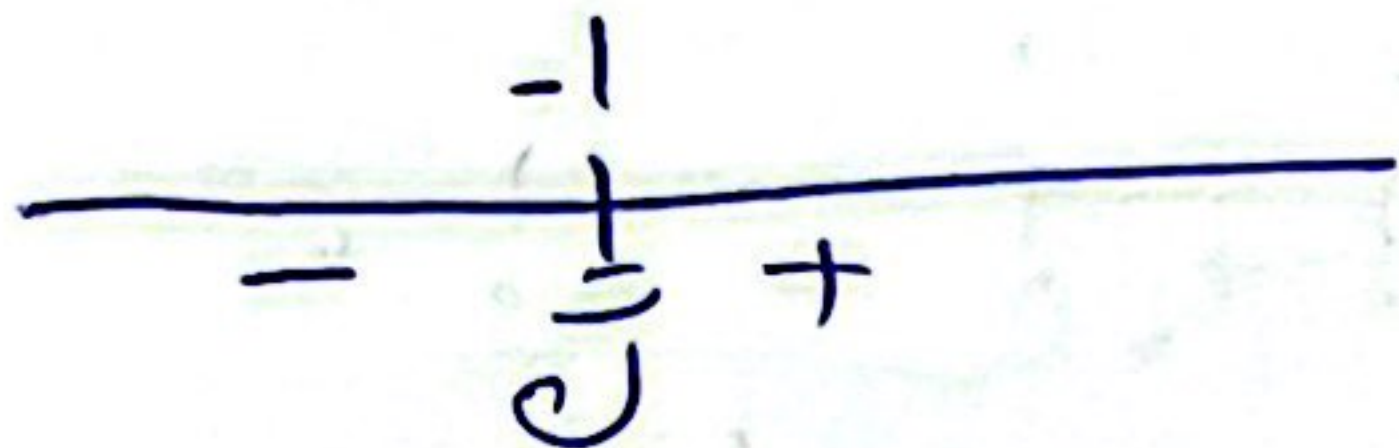 -1
− = +